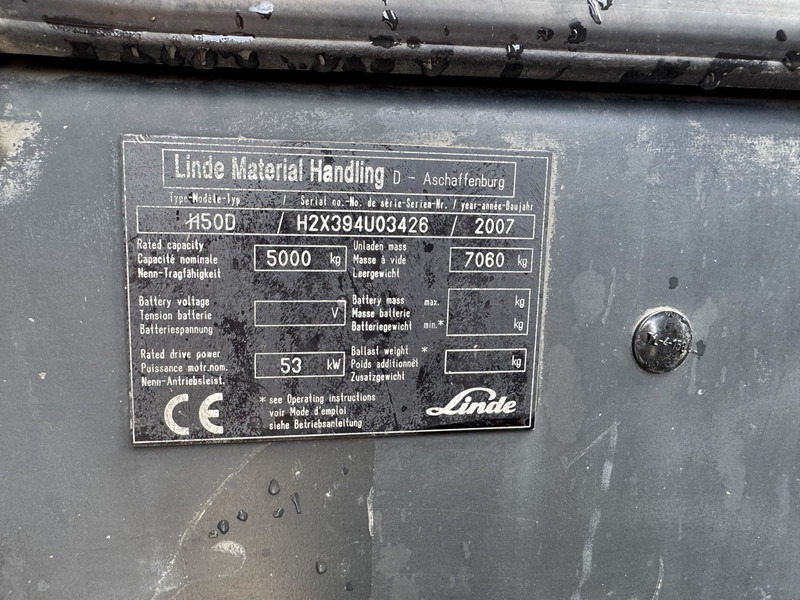 Linde Material Handling D - Aschaffenburg
Type-Modèle-Typ / Serial no.-No. de série-Serien-Nr. / year-année-Baujahr
H50D / H2X394U03426 / 2007
Rated capacity
Capacité nominale 5000 kg
Nenn-Tragfähigkeit
Unladen mass
Masse à vide 7060 kg
Leergewicht
Battery voltage
Tension batterie V
Batteriespannung
Battery mass max. kg
Masse batterie
Batteriegewicht min.* kg
Rated drive power
Puissance motr.nom. 53 kW
Nenn-Antriebsleist.
Ballast weight *
Poids additionnel kg
Zusatzgewicht
CE
* see Operating instructions
voir Mode d'emploi
siehe Betriebsanleitung
Linde